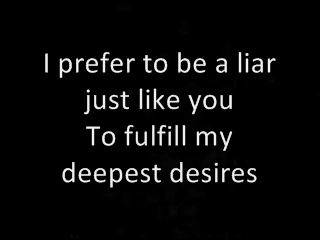 I prefer to be a liar
just like you
To fulfill my
deepest desires